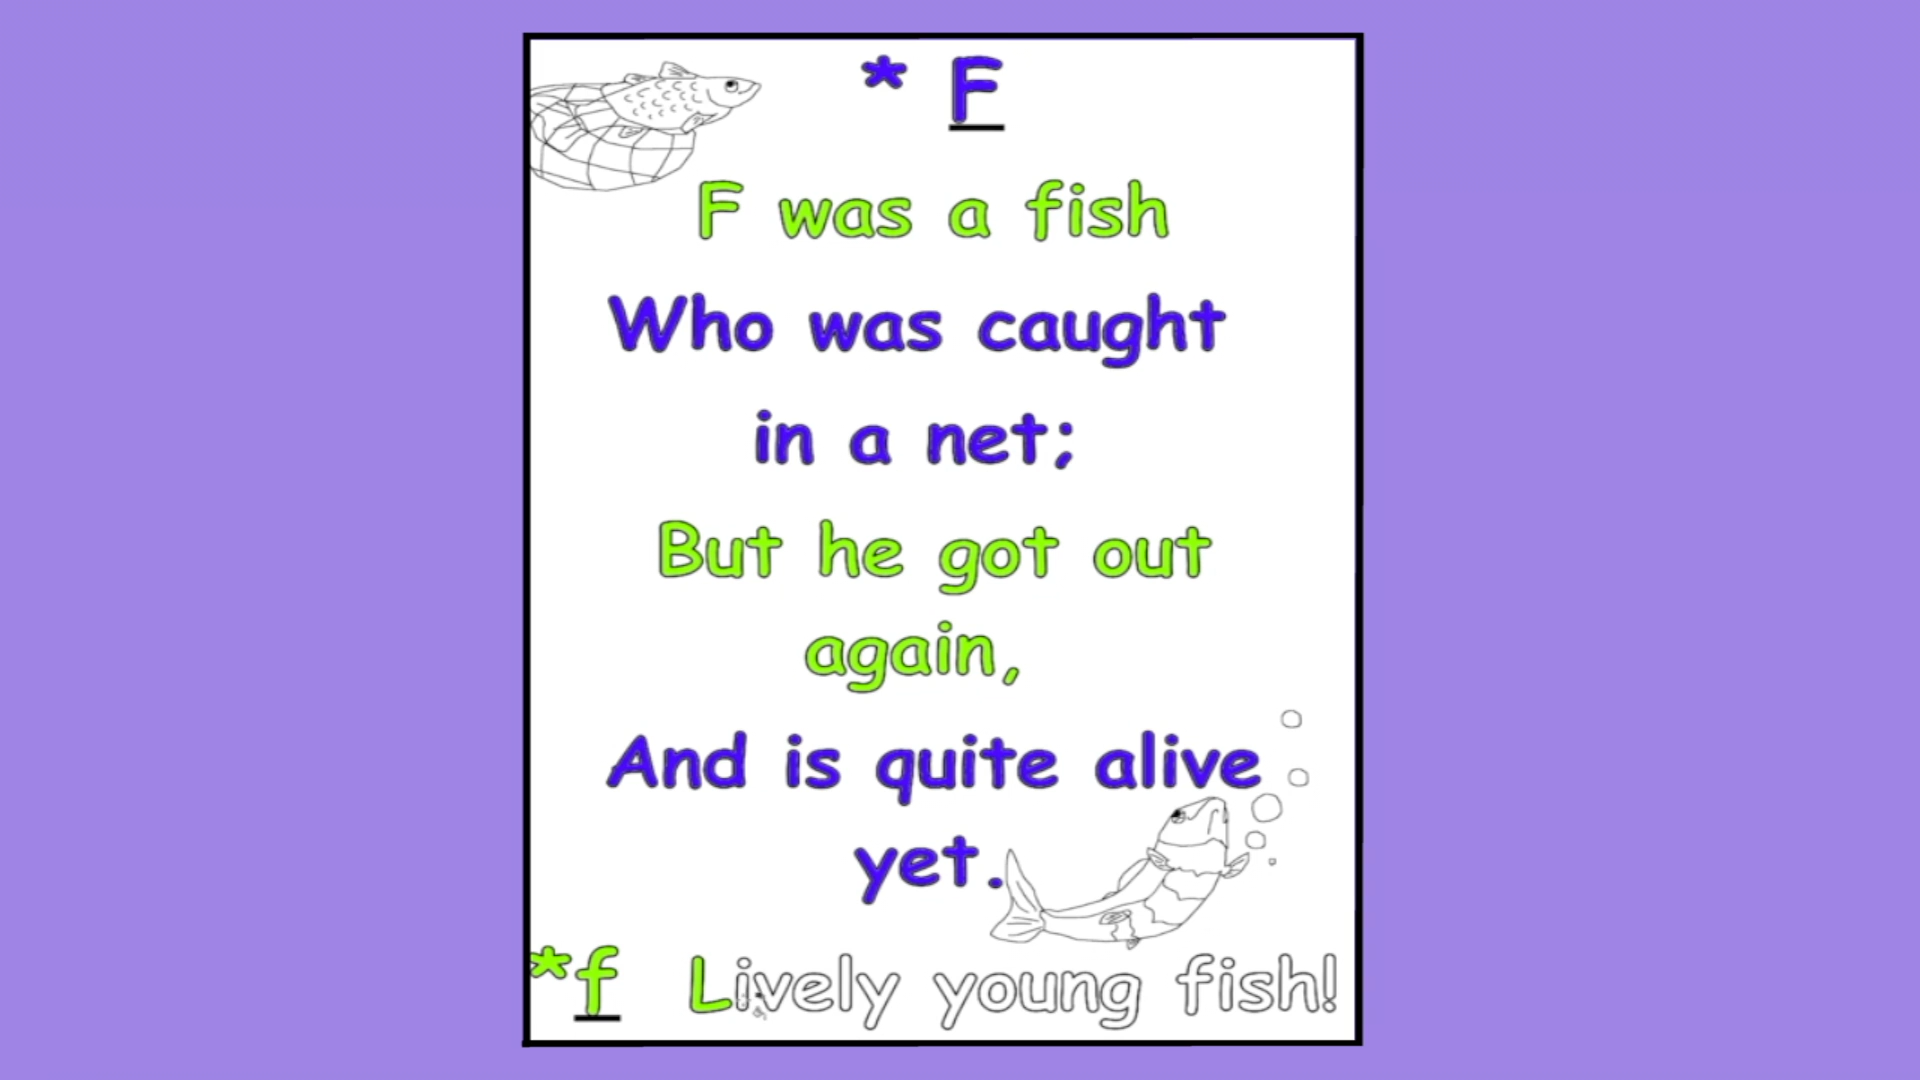 * F
F was a fish
Who was caught
in a net;
But he got out
again,
And is quite alive
yet.
*f Lively young fish!